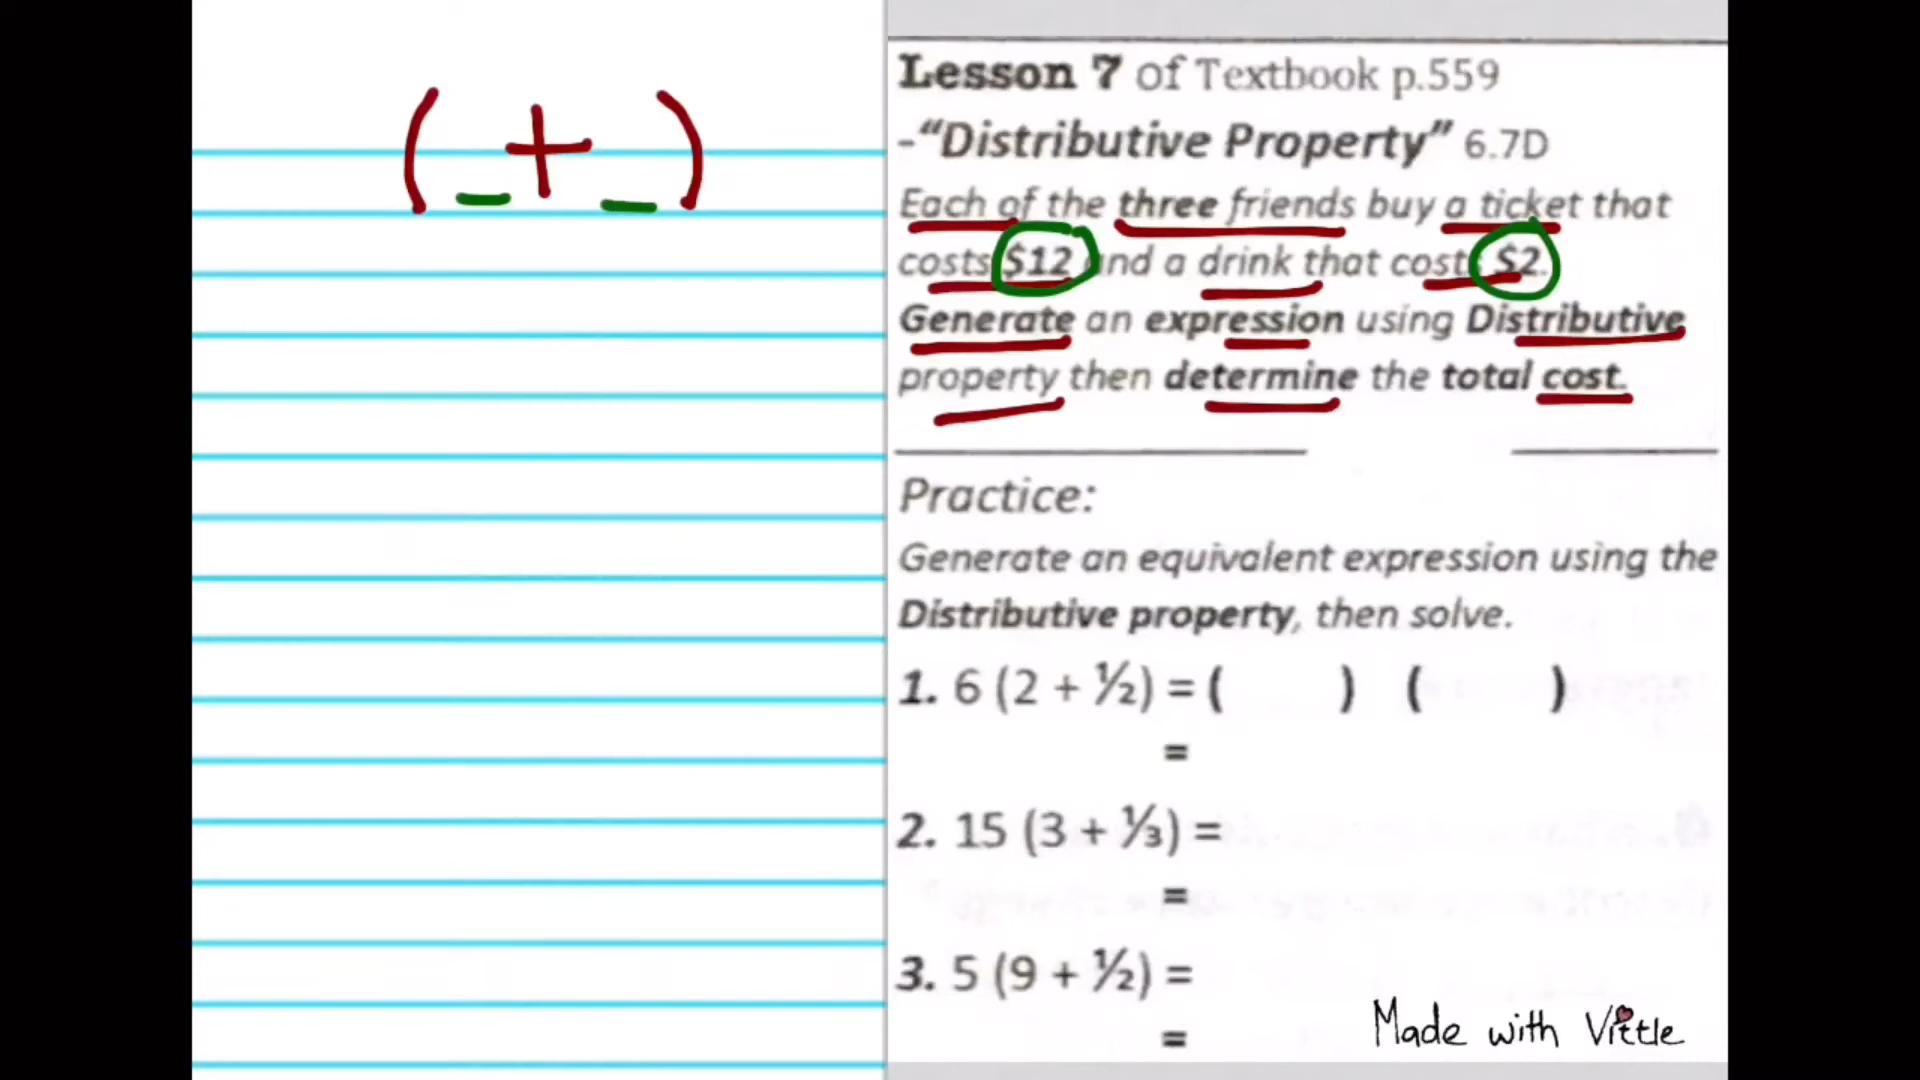 ( _ + _ )
Lesson 7 of Textbook p.559
-“Distributive Property” 6.7D
Each of the three friends buy a ticket that
costs $12 and a drink that costs $2.
Generate an expression using Distributive
property then determine the total cost.
Practice:
Generate an equivalent expression using the
Distributive property, then solve.
1. 6 (2 + ½) = ( ) ( )
=
2. 15 (3 + ⅓) =
=
3. 5 (9 + ½) =
=
Made with Vittle